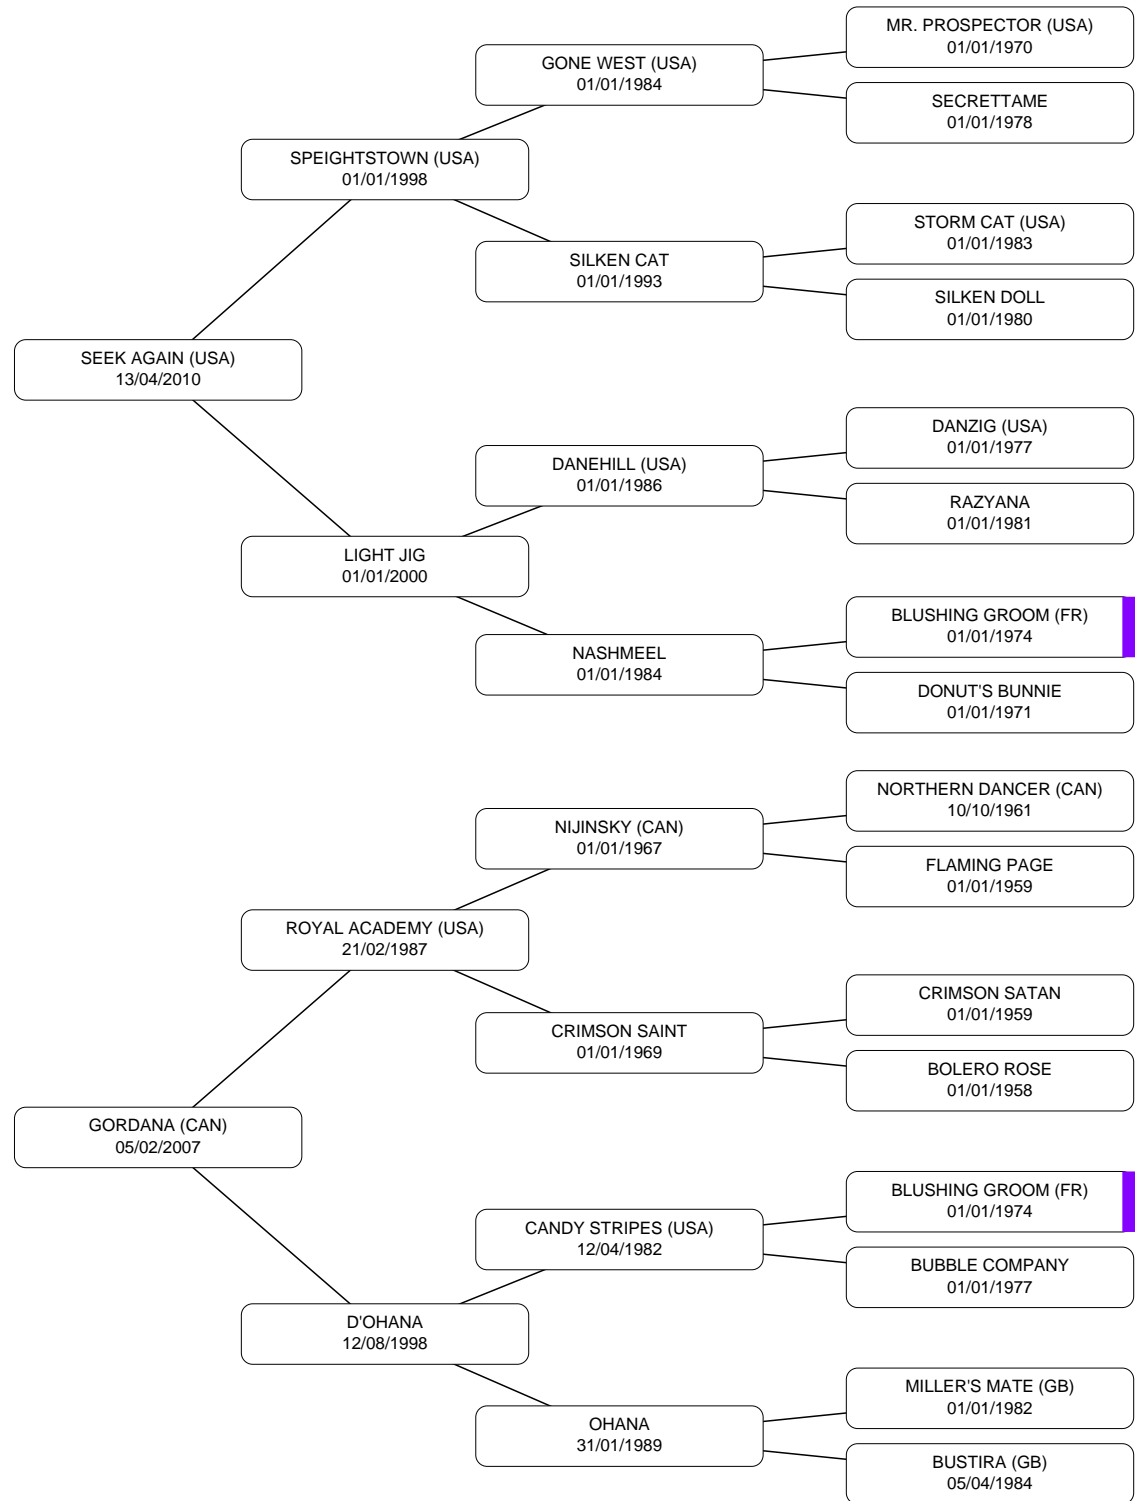 MR. PROSPECTOR (USA)
01/01/1970
GONE WEST (USA)
01/01/1984
SECRETTAME
01/01/1978
SPEIGHTSTOWN (USA)
01/01/1998
STORM CAT (USA)
01/01/1983
SILKEN CAT
01/01/1993
SILKEN DOLL
01/01/1980
SEEK AGAIN (USA)
13/04/2010
DANZIG (USA)
01/01/1977
DANEHILL (USA)
01/01/1986
RAZYANA
01/01/1981
LIGHT JIG
01/01/2000
BLUSHING GROOM (FR)
01/01/1974
NASHMEEL
01/01/1984
DONUT'S BUNNIE
01/01/1971
NORTHERN DANCER (CAN)
10/10/1961
NIJINSKY (CAN)
01/01/1967
FLAMING PAGE
01/01/1959
ROYAL ACADEMY (USA)
21/02/1987
CRIMSON SATAN
01/01/1959
CRIMSON SAINT
01/01/1969
BOLERO ROSE
01/01/1958
GORDANA (CAN)
05/02/2007
BLUSHING GROOM (FR)
01/01/1974
CANDY STRIPES (USA)
12/04/1982
BUBBLE COMPANY
01/01/1977
D'OHANA
12/08/1998
MILLER'S MATE (GB)
01/01/1982
OHANA
31/01/1989
BUSTIRA (GB)
05/04/1984